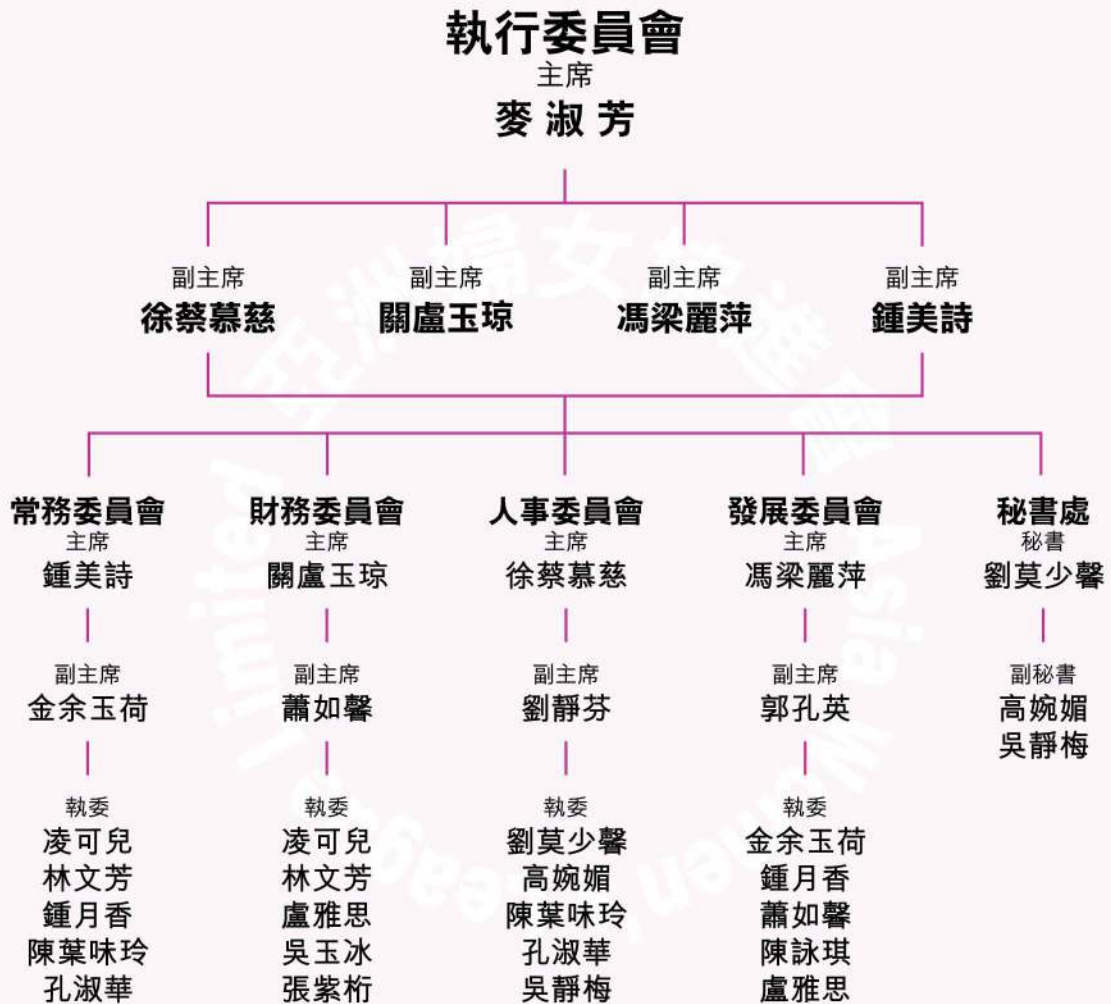 執行委員會
主席
麥淑芳
副主席
徐蔡慕慈
副主席
關盧玉琼
副主席
馮梁麗萍
副主席
鍾美詩
常務委員會
主席
鍾美詩
副主席
金余玉荷
執委
凌可兒
林文芳
鍾月香
陳葉味玲
孔淑華
財務委員會
主席
關盧玉琼
副主席
蕭如馨
執委
凌可兒
林文芳
盧雅思
吳玉冰
張紫桁
人事委員會
主席
徐蔡慕慈
副主席
劉靜芬
執委
劉莫少馨
高婉媚
陳葉味玲
孔淑華
吳靜梅
發展委員會
主席
馮梁麗萍
副主席
郭孔英
執委
金余玉荷
鍾月香
蕭如馨
陳詠琪
盧雅思
秘書處
秘書
劉莫少馨
副秘書
高婉媚
吳靜梅